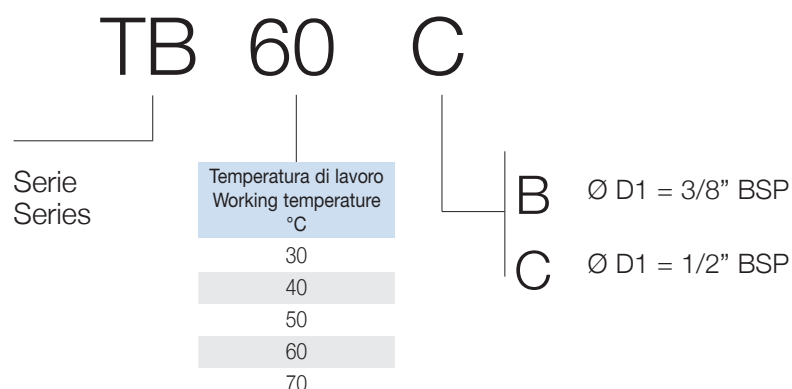 TB 60 C
Serie
Series
Temperatura di lavoro
Working temperature
°C
30
40
50
60
70
B Ø D1 = 3/8” BSP
C Ø D1 = 1/2” BSP